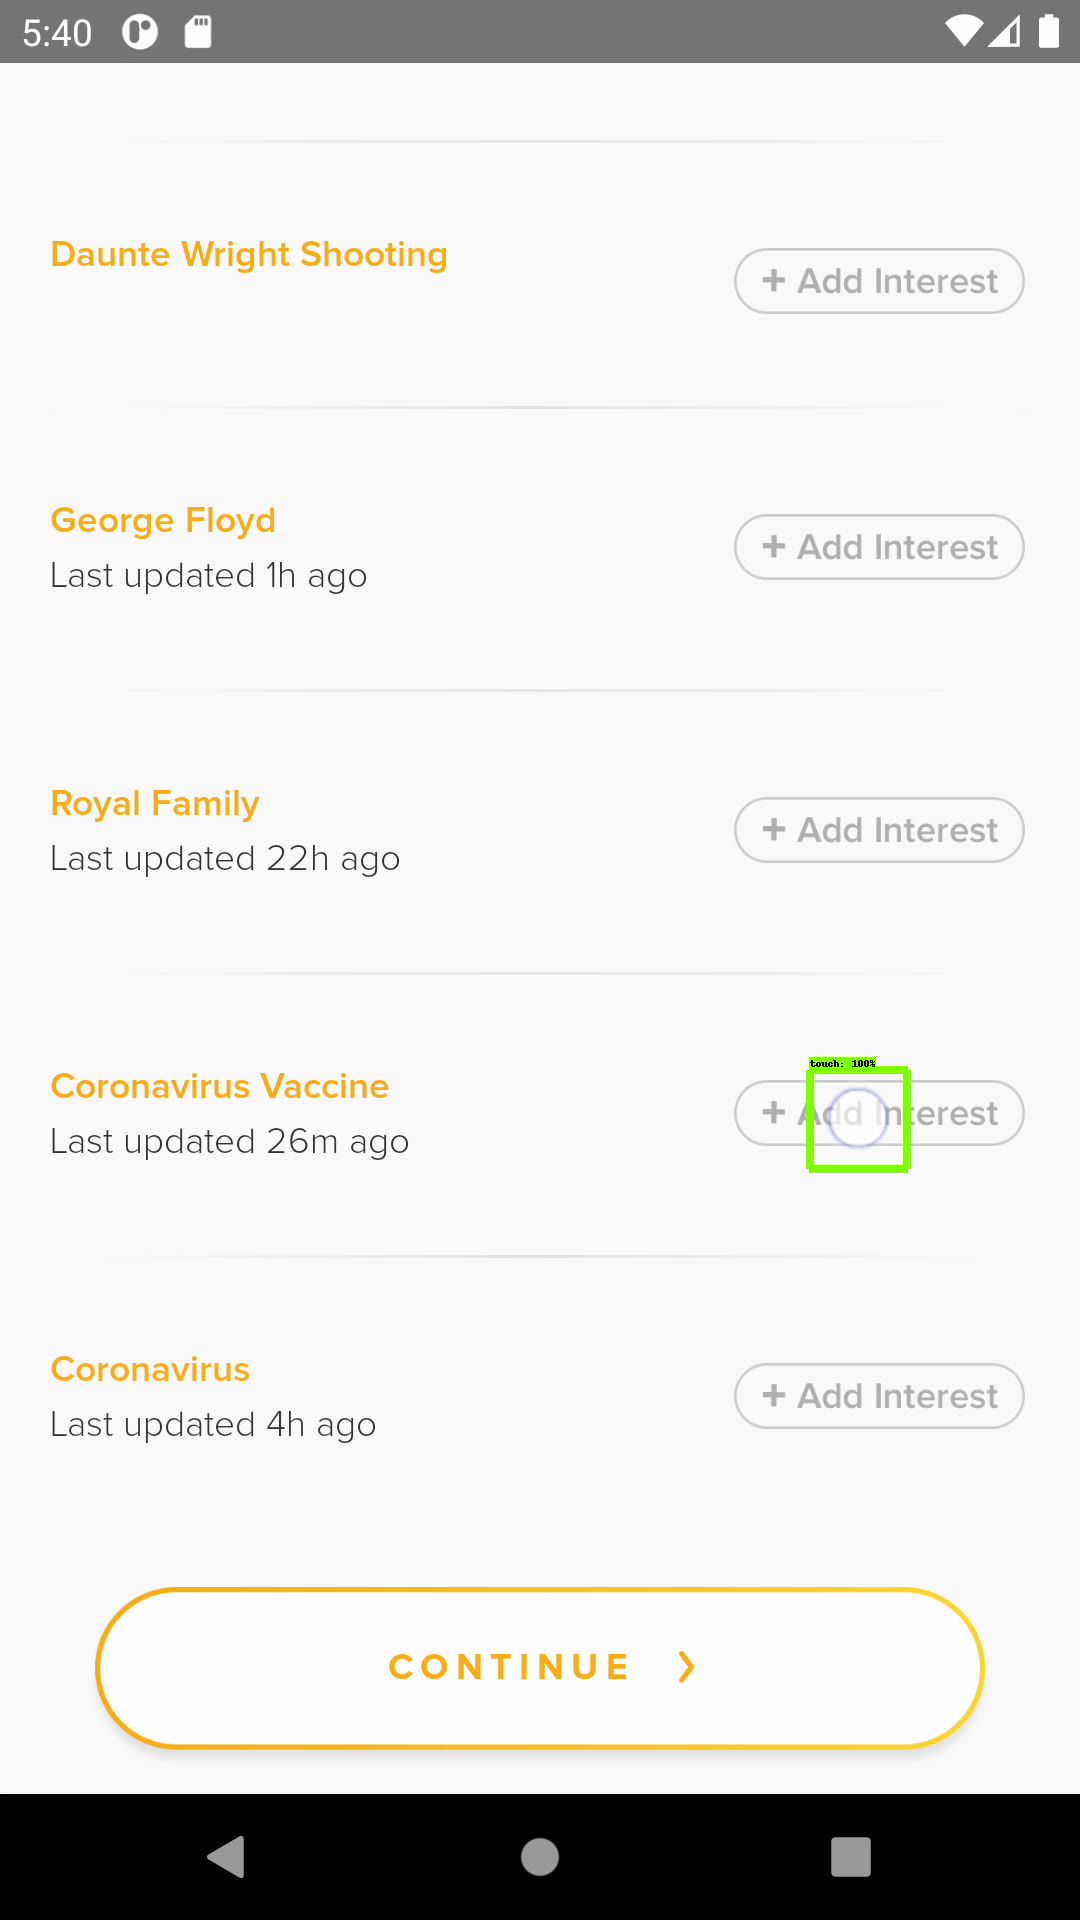 5:40
Daunte Wright Shooting
+ Add Interest
George Floyd
+ Add Interest
Last updated 1h ago
Royal Family
+ Add Interest
Last updated 22h ago
touch: 100%
Coronavirus Vaccine
+ Add Interest
Last updated 26m ago
Coronavirus
+ Add Interest
Last updated 4h ago
CONTINUE